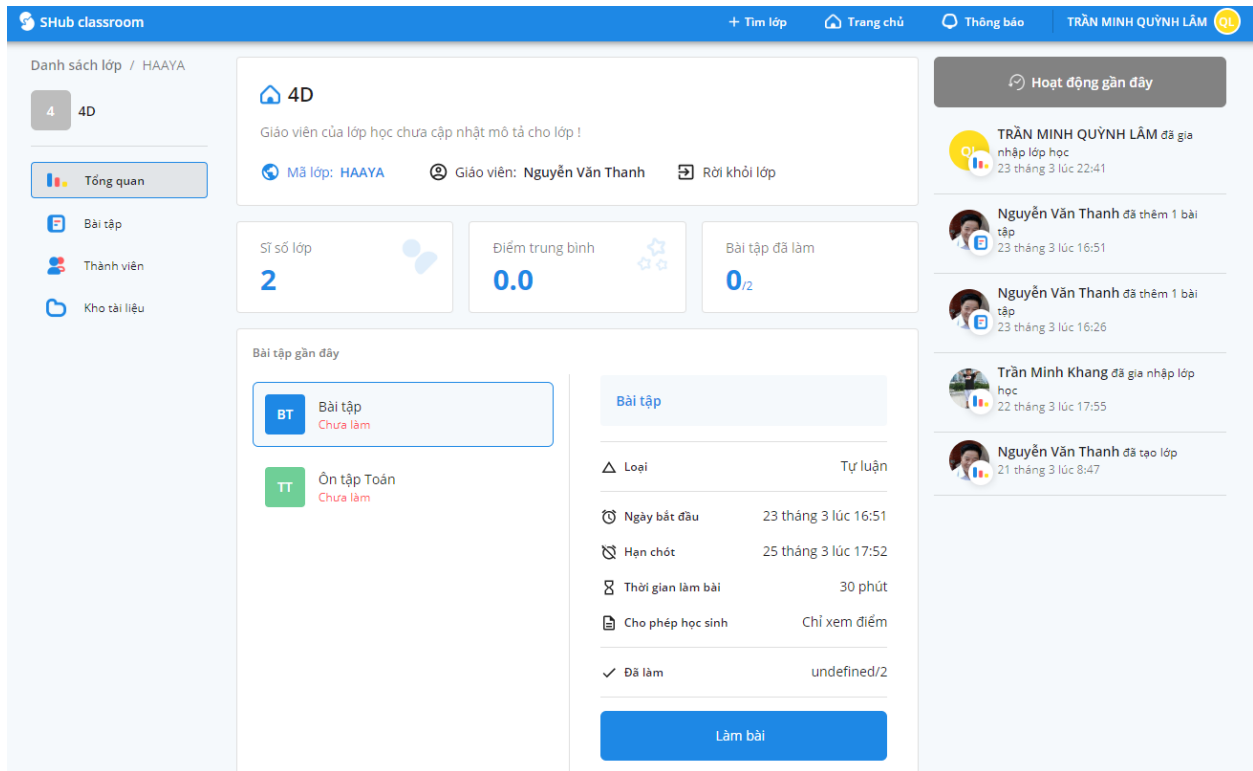 SHub classroom
+ Tìm lớp
Trang chủ
Thông báo
TRẦN MINH QUỲNH LÂM
QL
Danh sách lớp / HAAYA
4
4D
Tổng quan
Bài tập
Thành viên
Kho tài liệu
4D
Giáo viên của lớp học chưa cập nhật mô tả cho lớp !
Mã lớp: HAAYA
Giáo viên: Nguyễn Văn Thanh
Rời khỏi lớp
Sĩ số lớp
2
Điểm trung bình
0.0
Bài tập đã làm
0/2
Bài tập gần đây
BT
Bài tập
Chưa làm
TT
Ôn tập Toán
Chưa làm
Bài tập
Loại
Tự luận
Ngày bắt đầu
23 tháng 3 lúc 16:51
Hạn chót
25 tháng 3 lúc 17:52
Thời gian làm bài
30 phút
Cho phép học sinh
Chỉ xem điểm
Đã làm
undefined/2
Làm bài
Hoạt động gần đây
QL
TRẦN MINH QUỲNH LÂM đã gia
nhập lớp học
23 tháng 3 lúc 22:41
Nguyễn Văn Thanh đã thêm 1 bài
tập
23 tháng 3 lúc 16:51
Nguyễn Văn Thanh đã thêm 1 bài
tập
23 tháng 3 lúc 16:26
Trần Minh Khang đã gia nhập lớp
học
22 tháng 3 lúc 17:55
Nguyễn Văn Thanh đã tạo lớp
21 tháng 3 lúc 8:47